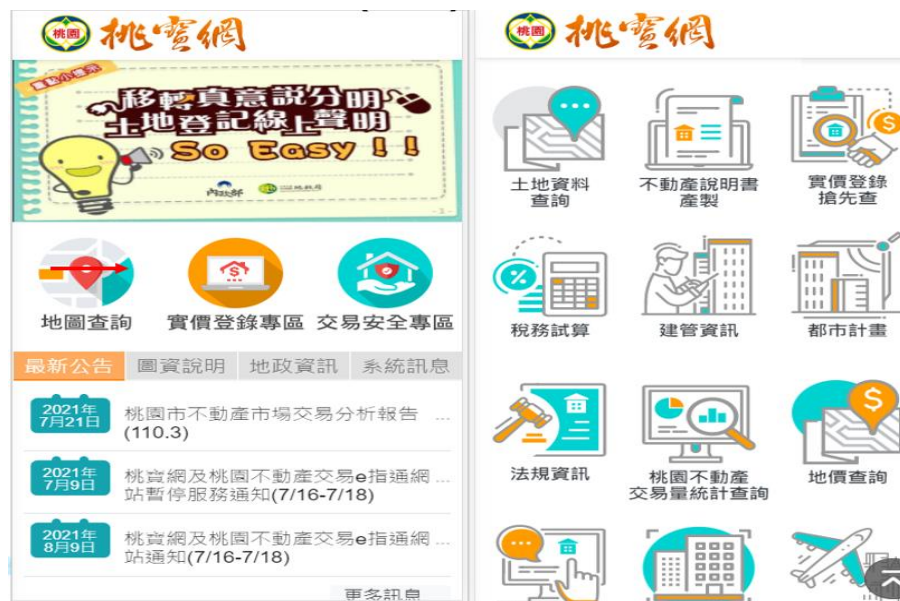 桃園 桃寶網
重點小提示
移轉真意說分明
土地登記線上聲明
So Easy!!
內政部
地政局
- 2 -
地圖查詢
實價登錄專區
交易安全專區
最新公告
圖資說明
地政資訊
系統訊息
2021年
7月21日
桃園市不動產市場交易分析報告 ...
(110.3)
2021年
7月9日
桃寶網及桃園不動產交易e指通網 ...
站暫停服務通知(7/16-7/18)
2021年
8月9日
桃寶網及桃園不動產交易e指通網 ...
站通知(7/16-7/18)
更多訊息
桃園 桃寶網
土地資料
查詢
不動產說明書
產製
實價登錄
搶先查
稅務試算
建管資訊
都市計畫
法規資訊
桃園不動產
交易量統計查詢
地價查詢